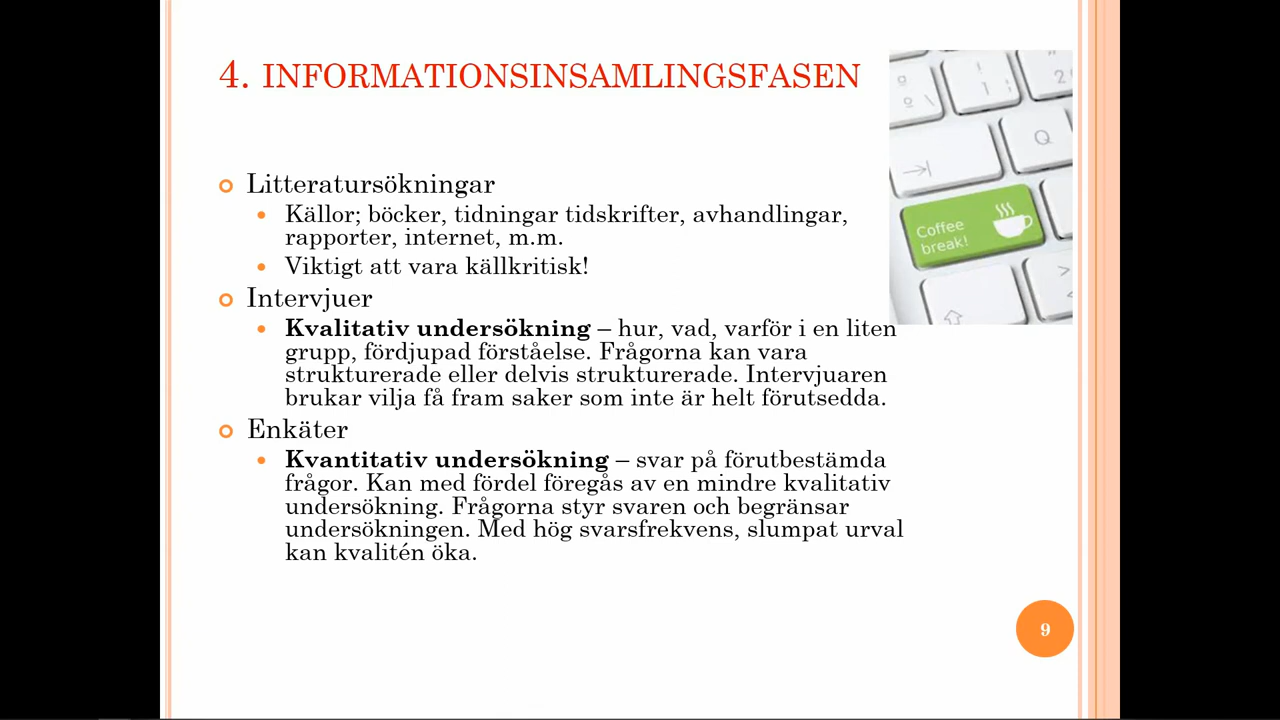 4. INFORMATIONSINSAMLINGSFASEN
Litteratursökningar
Källor; böcker, tidningar tidskrifter, avhandlingar,
rapporter, internet, m.m.
Viktigt att vara källkritisk!
Intervjuer
Kvalitativ undersökning – hur, vad, varför i en liten
grupp, fördjupad förståelse. Frågorna kan vara
strukturerade eller delvis strukturerade. Intervjuaren
brukar vilja få fram saker som inte är helt förutsedda.
Enkäter
Kvantitativ undersökning – svar på förutbestämda
frågor. Kan med fördel föregås av en mindre kvalitativ
undersökning. Frågorna styr svaren och begränsar
undersökningen. Med hög svarsfrekvens, slumpat urval
kan kvalitén öka.
º \
ª
!
1
2
Q
Coffee
break!
>
<
9